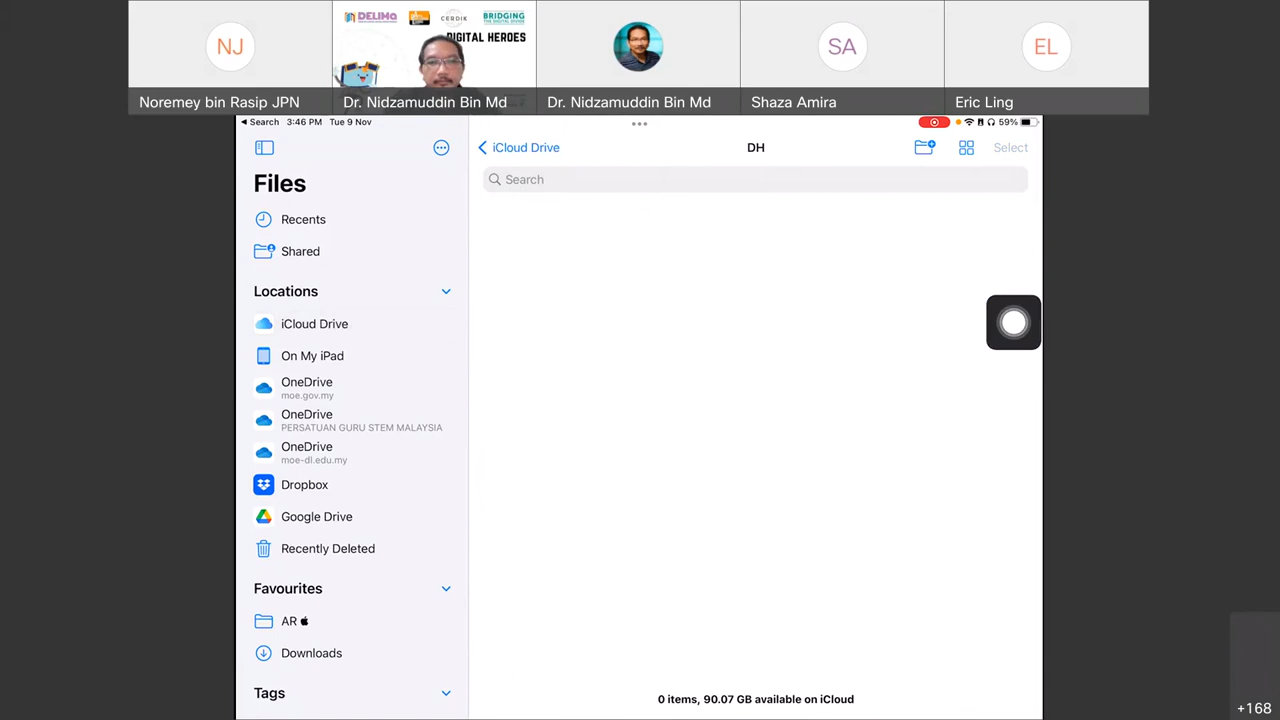 NJ
DELIMa
CERDIK
BRIDGING
THE DIGITAL DIVIDE
DIGITAL HEROES
SA
EL
Noremey bin Rasip JPN
Dr. Nidzamuddin Bin Md
Dr. Nidzamuddin Bin Md
Shaza Amira
Eric Ling
Search 3:46 PM Tue 9 Nov
59%
iCloud Drive
DH
Select
Files
Search
Recents
Shared
Locations
iCloud Drive
On My iPad
OneDrive
moe.gov.my
OneDrive
PERSATUAN GURU STEM MALAYSIA
OneDrive
moe-dl.edu.my
Dropbox
Google Drive
Recently Deleted
Favourites
AR
Downloads
Tags
0 items, 90.07 GB available on iCloud
+168